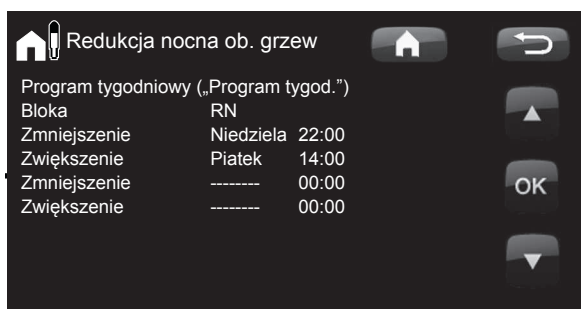 Redukcja nocna ob. grzew
Program tygodniowy („Program tygod.”)
Bloka RN
Zmniejszenie Niedziela 22:00
Zwiększenie Piatek 14:00
Zmniejszenie -------- 00:00
Zwiększenie -------- 00:00
OK